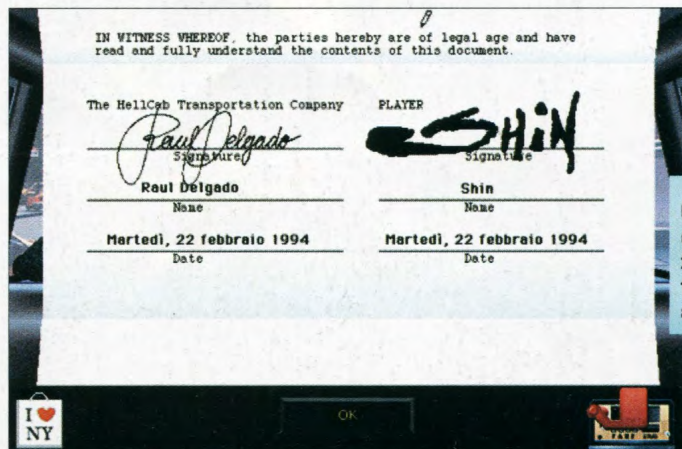 IN WITNESS WHEREOF, the parties hereby are of legal age and have
read and fully understand the contents of this document.
The HellCab Transportation Company
PLAYER
Raul Delgado
SHiN
Signature
Signature
Raul Delgado
Shin
Name
Name
Martedì, 22 febbraio 1994
Martedì, 22 febbraio 1994
Date
Date
I ♥
NY
OK